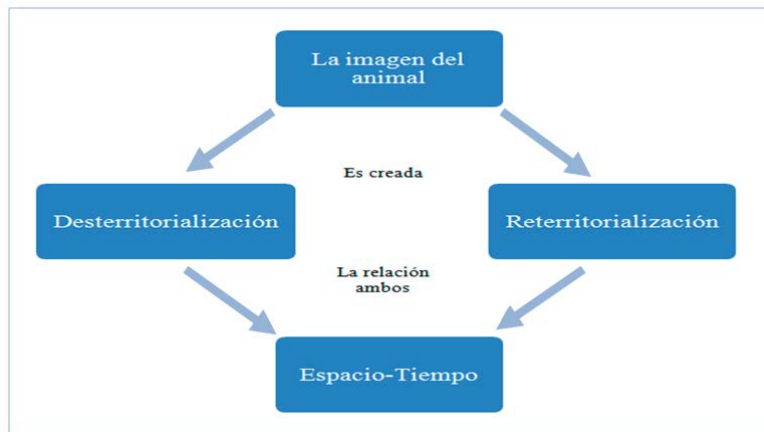 La imagen del
animal
Es creada
Desterritorialización
Reterritorialización
La relación
ambos
Espacio-Tiempo